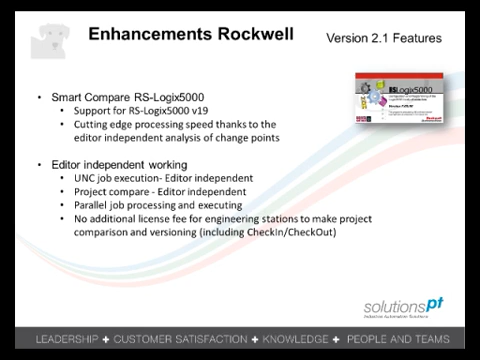 Enhancements Rockwell
Version 2.1 Features
RSLogix5000
• Smart Compare RS-Logix5000
• Support for RS-Logix5000 v19
• Cutting edge processing speed thanks to the
editor independent analysis of change points
• Editor independent working
• UNC job execution- Editor independent
• Project compare - Editor independent
• Parallel job processing and executing
• No additional license fee for engineering stations to make project
comparison and versioning (including CheckIn/CheckOut)
solutionspt
Industrial Automation Solutions
LEADERSHIP + CUSTOMER SATISFACTION + KNOWLEDGE + PEOPLE AND TEAMS